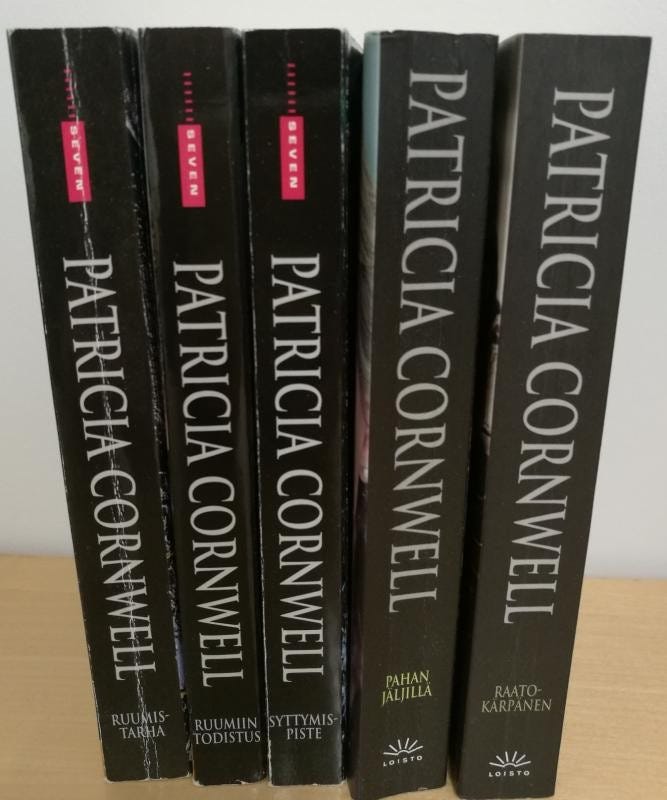 SEVEN
PATRICIA CORNWELL
RUUMIS-
TARHA
SEVEN
PATRICIA CORNWELL
RUUMIIN
TODISTUS
SEVEN
PATRICIA CORNWELL
SYTTYMIS-
PISTE
PATRICIA CORNWELL
PAHAN
JÄLJILLÄ
LOISTO
PATRICIA CORNWELL
RAATO-
KÄRPÄNEN
LOISTO